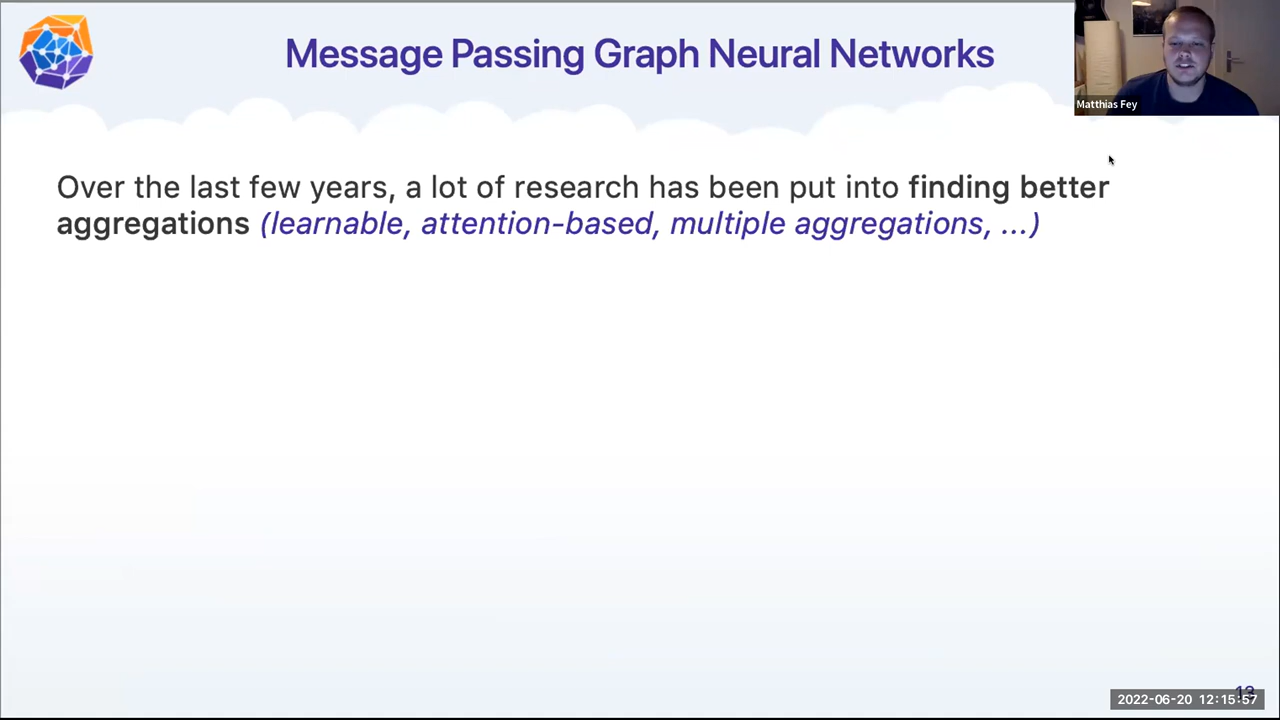 Message Passing Graph Neural Networks
Matthias Fey
Over the last few years, a lot of research has been put into finding better
aggregations (learnable, attention-based, multiple aggregations, ...)
13
2022-06-20 12:15:57